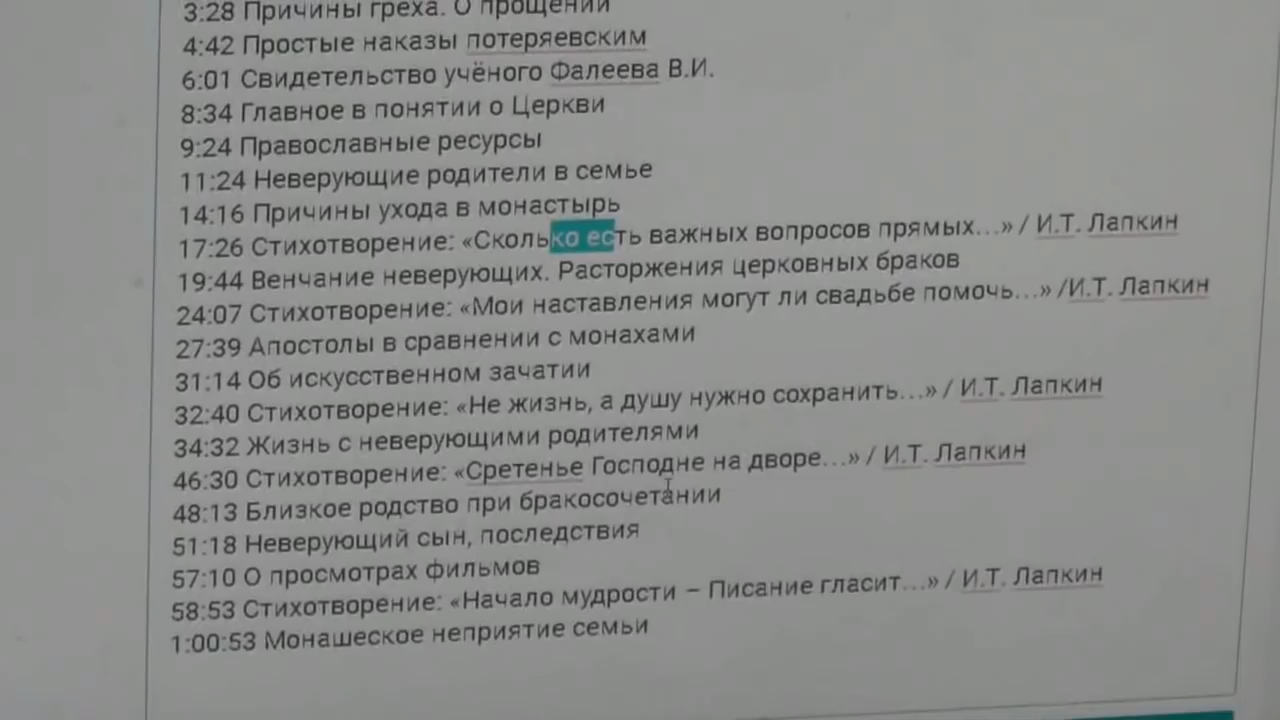 3:28 Причины греха. О прощении
4:42 Простые наказы потеряевским
6:01 Свидетельство учёного Фалеева В.И.
8:34 Главное в понятии о Церкви
9:24 Православные ресурсы
11:24 Неверующие родители в семье
14:16 Причины ухода в монастырь
17:26 Стихотворение: «Сколько есть важных вопросов прямых...» / И.Т. Лапкин
19:44 Венчание неверующих. Расторжения церковных браков
24:07 Стихотворение: «Мои наставления могут ли свадьбе помочь...» /И.Т. Лапкин
27:39 Апостолы в сравнении с монахами
31:14 Об искусственном зачатии
32:40 Стихотворение: «Не жизнь, а душу нужно сохранить...» / И.Т. Лапкин
34:32 Жизнь с неверующими родителями
46:30 Стихотворение: «Сретенье Господне на дворе...» / И.Т. Лапкин
48:13 Близкое родство при бракосочетании
51:18 Неверующий сын, последствия
57:10 О просмотрах фильмов
58:53 Стихотворение: «Начало мудрости – Писание гласит...» / И.Т. Лапкин
1:00:53 Монашеское неприятие семьи